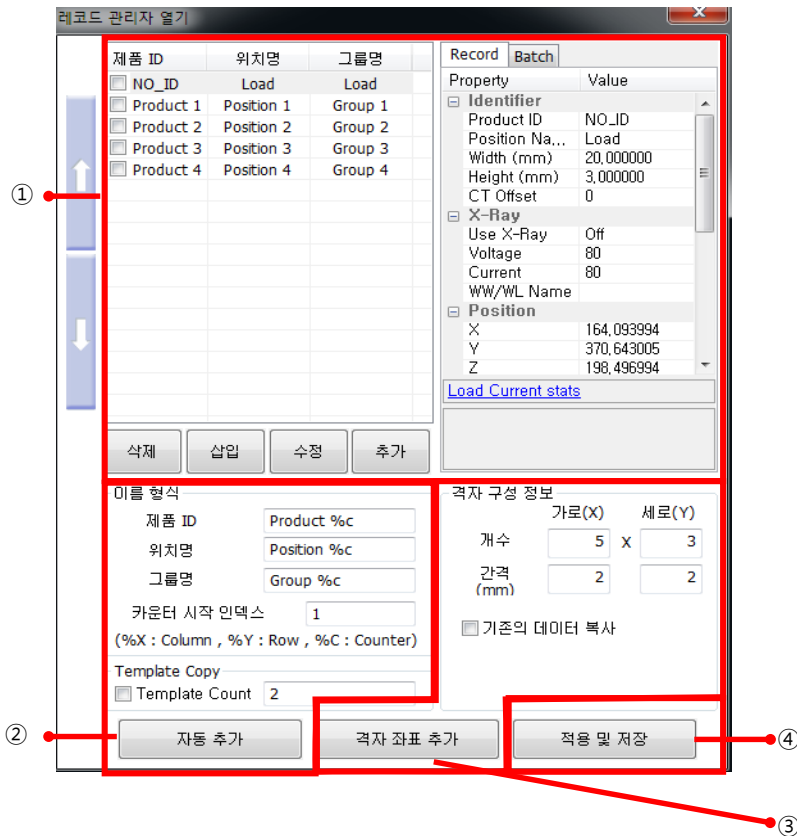 레코드 관리자 열기
제품 ID 위치명 그룹명
NO_ID Load Load
Product 1 Position 1 Group 1
Product 2 Position 2 Group 2
Product 3 Position 3 Group 3
Product 4 Position 4 Group 4
삭제 삽입 수정 추가
Record Batch
Property Value
Identifier
Product ID NO_ID
Position Na... Load
Width (mm) 20,000000
Height (mm) 3,000000
CT Offset 0
X-Ray
Use X-Ray Off
Voltage 80
Current 80
WW/WL Name
Position
X 164,093994
Y 370,643005
Z 198,496994
Load Current stats
①
이름 형식
제품 ID Product %c
위치명 Position %c
그룹명 Group %c
카운터 시작 인덱스 1
(%X : Column , %Y : Row , %C : Counter)
Template Copy
Template Count 2
격자 구성 정보
가로(X) 세로(Y)
개수 5 x 3
간격 2 2
(mm)
기존의 데이터 복사
② 자동 추가 격자 좌표 추가 적용 및 저장 ④
③